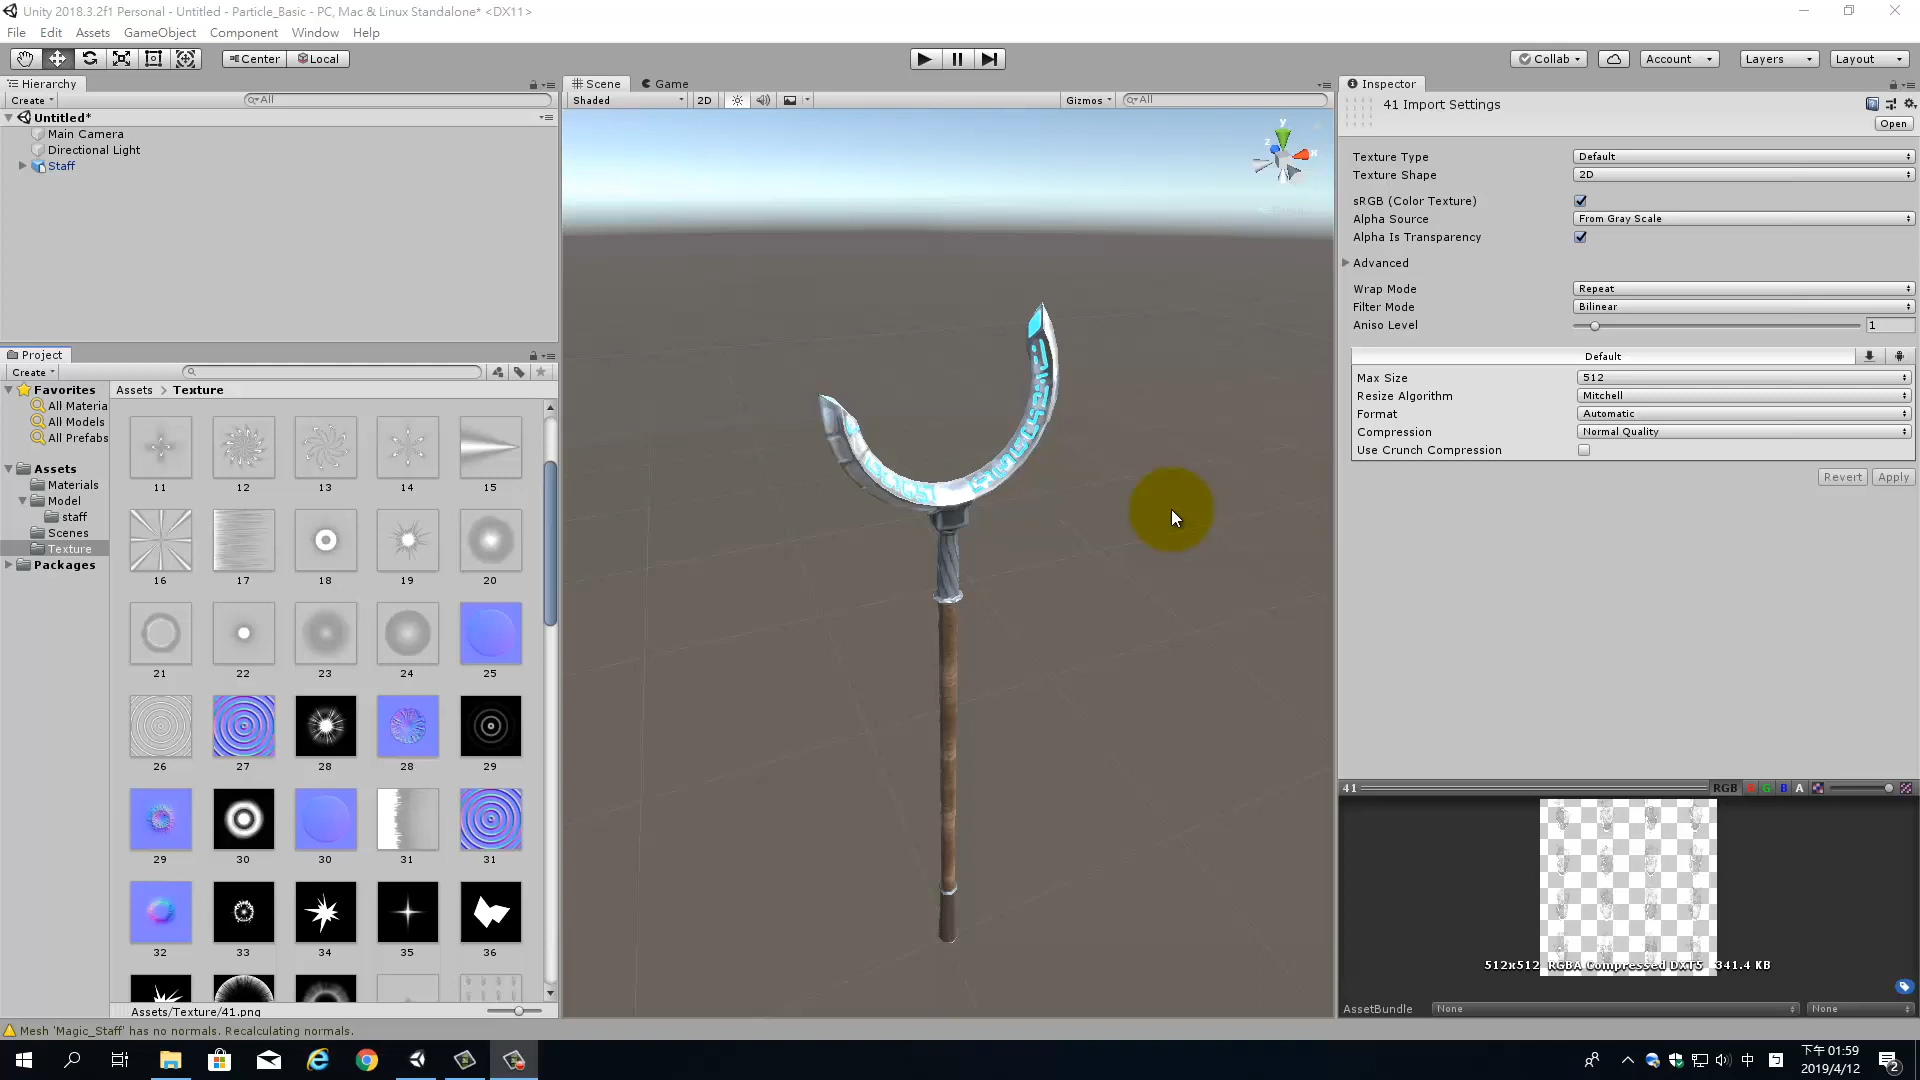 Unity 2018.3.2f1 Personal - Untitled - Particle_Basic - PC, Mac & Linux Standalone* <DX11>
File Edit Assets GameObject Component Window Help
Center Local Collab Account Layers Layout
Hierarchy
Create All
Untitled*
Main Camera
Directional Light
Staff
Project
Create
Favorites
All Materia
All Models
All Prefabs
Assets
Materials
Model
staff
Scenes
Texture
Packages
Assets > Texture
11 12 13 14 15
16 17 18 19 20
21 22 23 24 25
26 27 28 28 29
29 30 30 31 31
32 33 34 35 36
Assets/Texture/41.png
Scene Game
Shaded 2D Gizmos All
y
z x
Inspector
41 Import Settings
Open
Texture Type Default
Texture Shape 2D
sRGB (Color Texture)
Alpha Source From Gray Scale
Alpha Is Transparency
Advanced
Wrap Mode Repeat
Filter Mode Bilinear
Aniso Level 1
Default
Max Size 512
Resize Algorithm Mitchell
Format Automatic
Compression Normal Quality
Use Crunch Compression
Revert Apply
41 RGB R G B A
512x512 RGBA Compressed DXT5 341.4 KB
AssetBundle None None
Mesh 'Magic_Staff' has no normals. Recalculating normals.
中
下午 01:59
2019/4/12
2